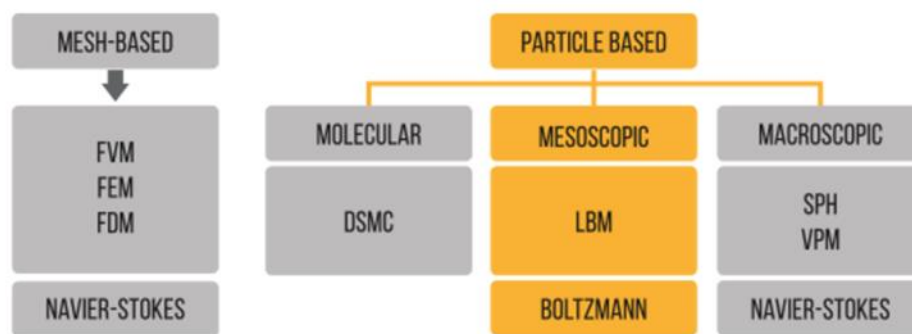 MESH-BASED
FVM
FEM
FDM
NAVIER-STOKES
PARTICLE BASED
MOLECULAR
DSMC
MESOSCOPIC
LBM
BOLTZMANN
MACROSCOPIC
SPH
VPM
NAVIER-STOKES